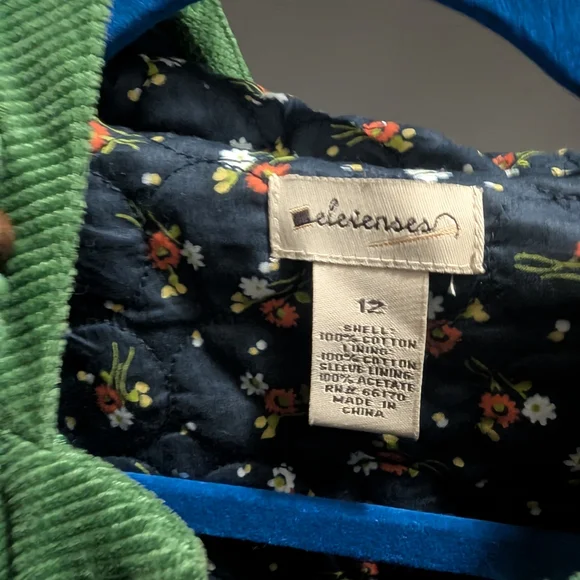 elevenses
12
SHELL:
100% COTTON
LINING:
100% COTTON
SLEEVE LINING:
100% ACETATE
RN# 66170
MADE IN
CHINA